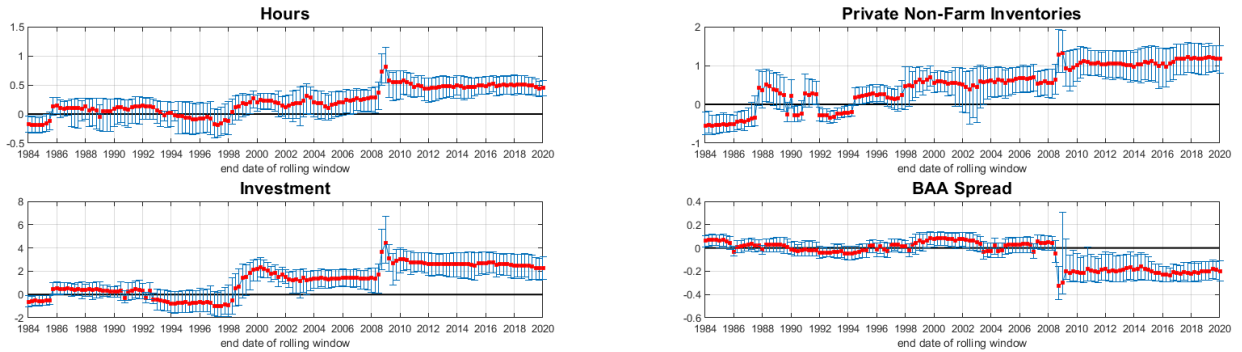 Hours
1.5
1
0.5
0
-0.5
1984 1986 1988 1990 1992 1994 1996 1998 2000 2002 2004 2006 2008 2010 2012 2014 2016 2018 2020
end date of rolling window
Private Non-Farm Inventories
2
1
0
-1
1984 1986 1988 1990 1992 1994 1996 1998 2000 2002 2004 2006 2008 2010 2012 2014 2016 2018 2020
end date of rolling window
Investment
8
6
4
2
0
-2
1984 1986 1988 1990 1992 1994 1996 1998 2000 2002 2004 2006 2008 2010 2012 2014 2016 2018 2020
end date of rolling window
BAA Spread
0.4
0.2
0
-0.2
-0.4
-0.6
1984 1986 1988 1990 1992 1994 1996 1998 2000 2002 2004 2006 2008 2010 2012 2014 2016 2018 2020
end date of rolling window